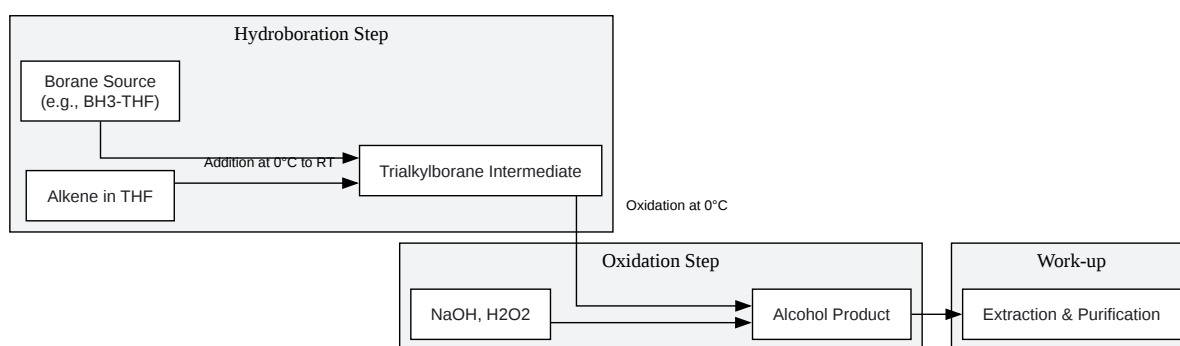 Hydroboration Step
Borane Source
(e.g., BH3-THF)
Addition at 0°C to RT
Trialkylborane Intermediate
Alkene in THF
Oxidation at 0°C
Oxidation Step
Work-up
NaOH, H2O2
Alcohol Product
Extraction & Purification